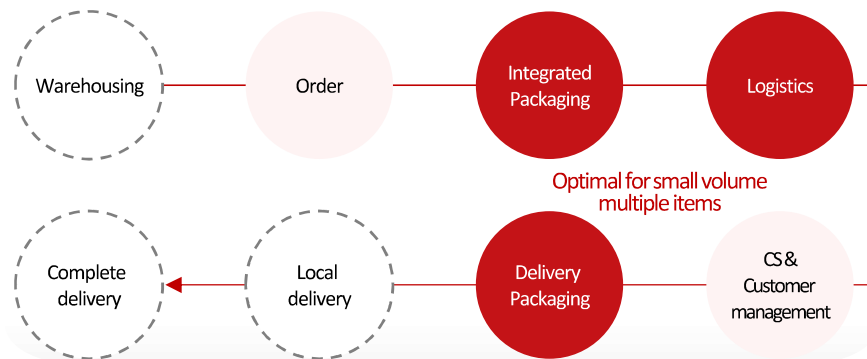 Warehousing
Order
Integrated
Packaging
Logistics
Optimal for small volume
multiple items
Complete
delivery
Local
delivery
Delivery
Packaging
CS &
Customer
management